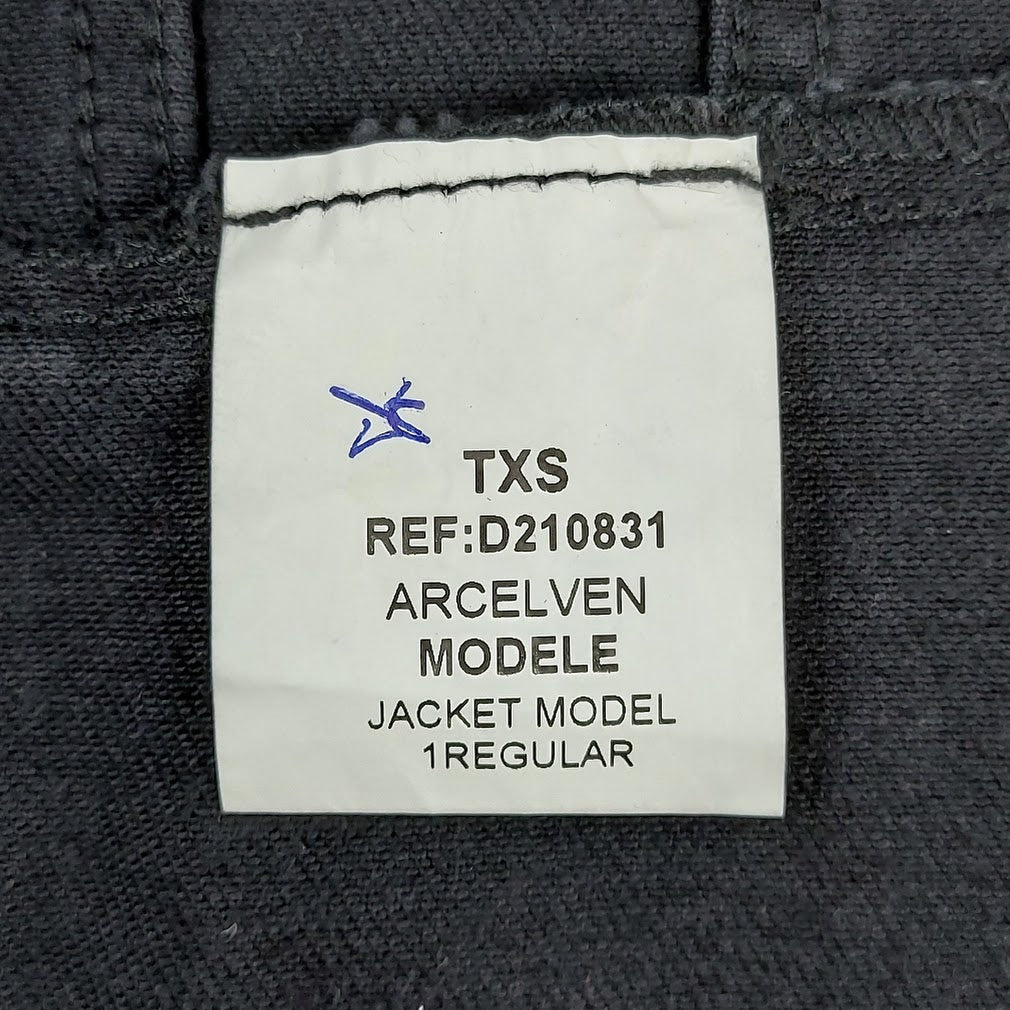 TXS
REF:D210831
ARCELVEN
MODELE
JACKET MODEL
1REGULAR